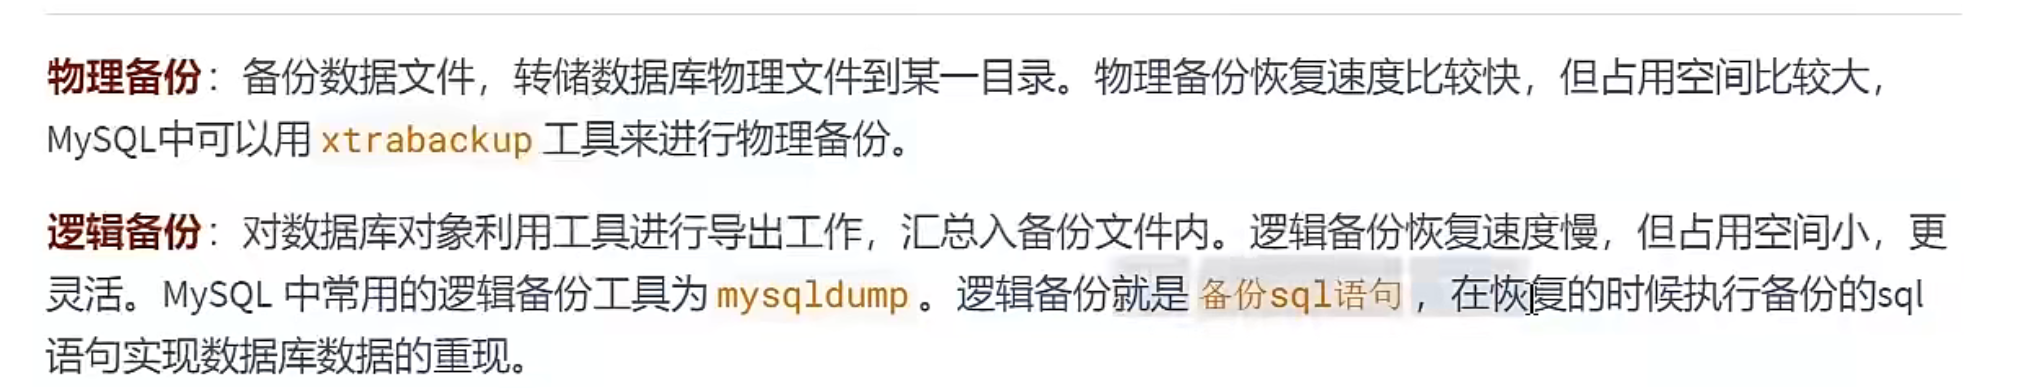 物理备份：备份数据文件，转储数据库物理文件到某一目录。物理备份恢复速度比较快，但占用空间比较大，
MySQL中可以用 xtrabackup 工具来进行物理备份。
逻辑备份：对数据库对象利用工具进行导出工作，汇总入备份文件内。逻辑备份恢复速度慢，但占用空间小，更
灵活。MySQL 中常用的逻辑备份工具为 mysqldump 。逻辑备份就是 备份sql语句 ，在恢复的时候执行备份的sql
语句实现数据库数据的重现。